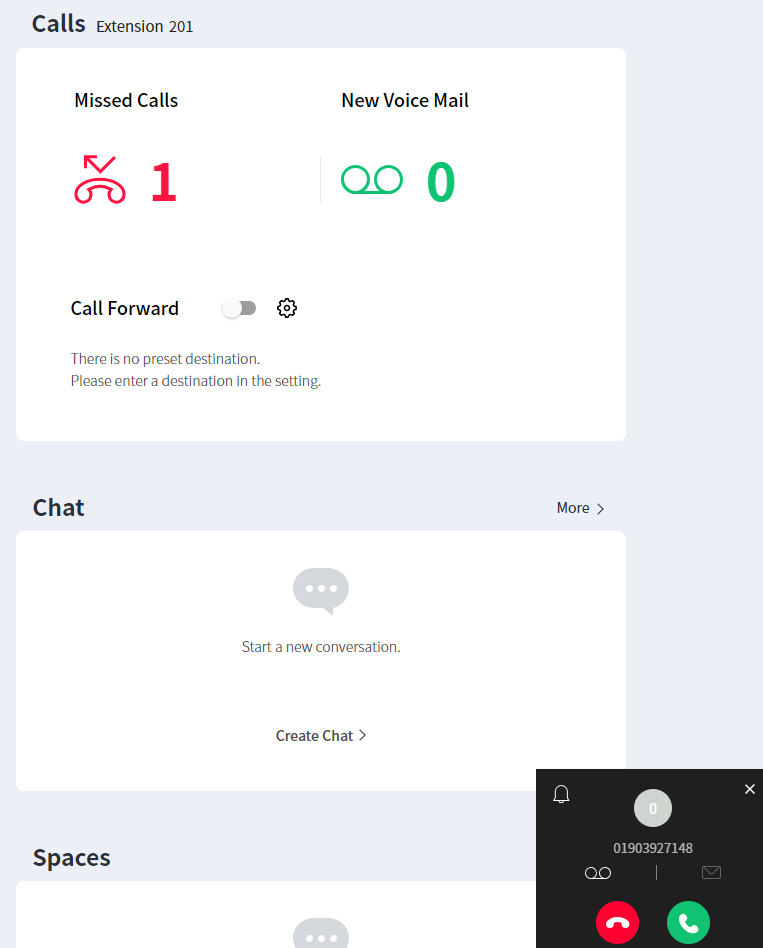 Calls Extension 201
Missed Calls
New Voice Mail
1
0
Call Forward
There is no preset destination.
Please enter a destination in the setting.
Chat
More
Start a new conversation.
Create Chat
Spaces
0
01903927148